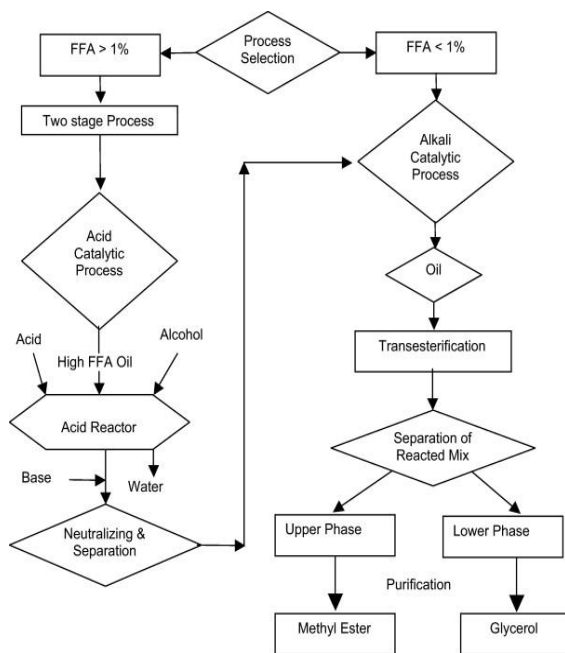 FFA > 1%
Process
Selection
FFA < 1%
Two stage Process
Alkali
Catalytic
Process
Acid
Catalytic
Process
Oil
Acid
Alcohol
High FFA Oil
Transesterification
Acid Reactor
Separation of
Reacted Mix
Base
Water
Neutralizing &
Separation
Upper Phase
Lower Phase
Purification
Methyl Ester
Glycerol